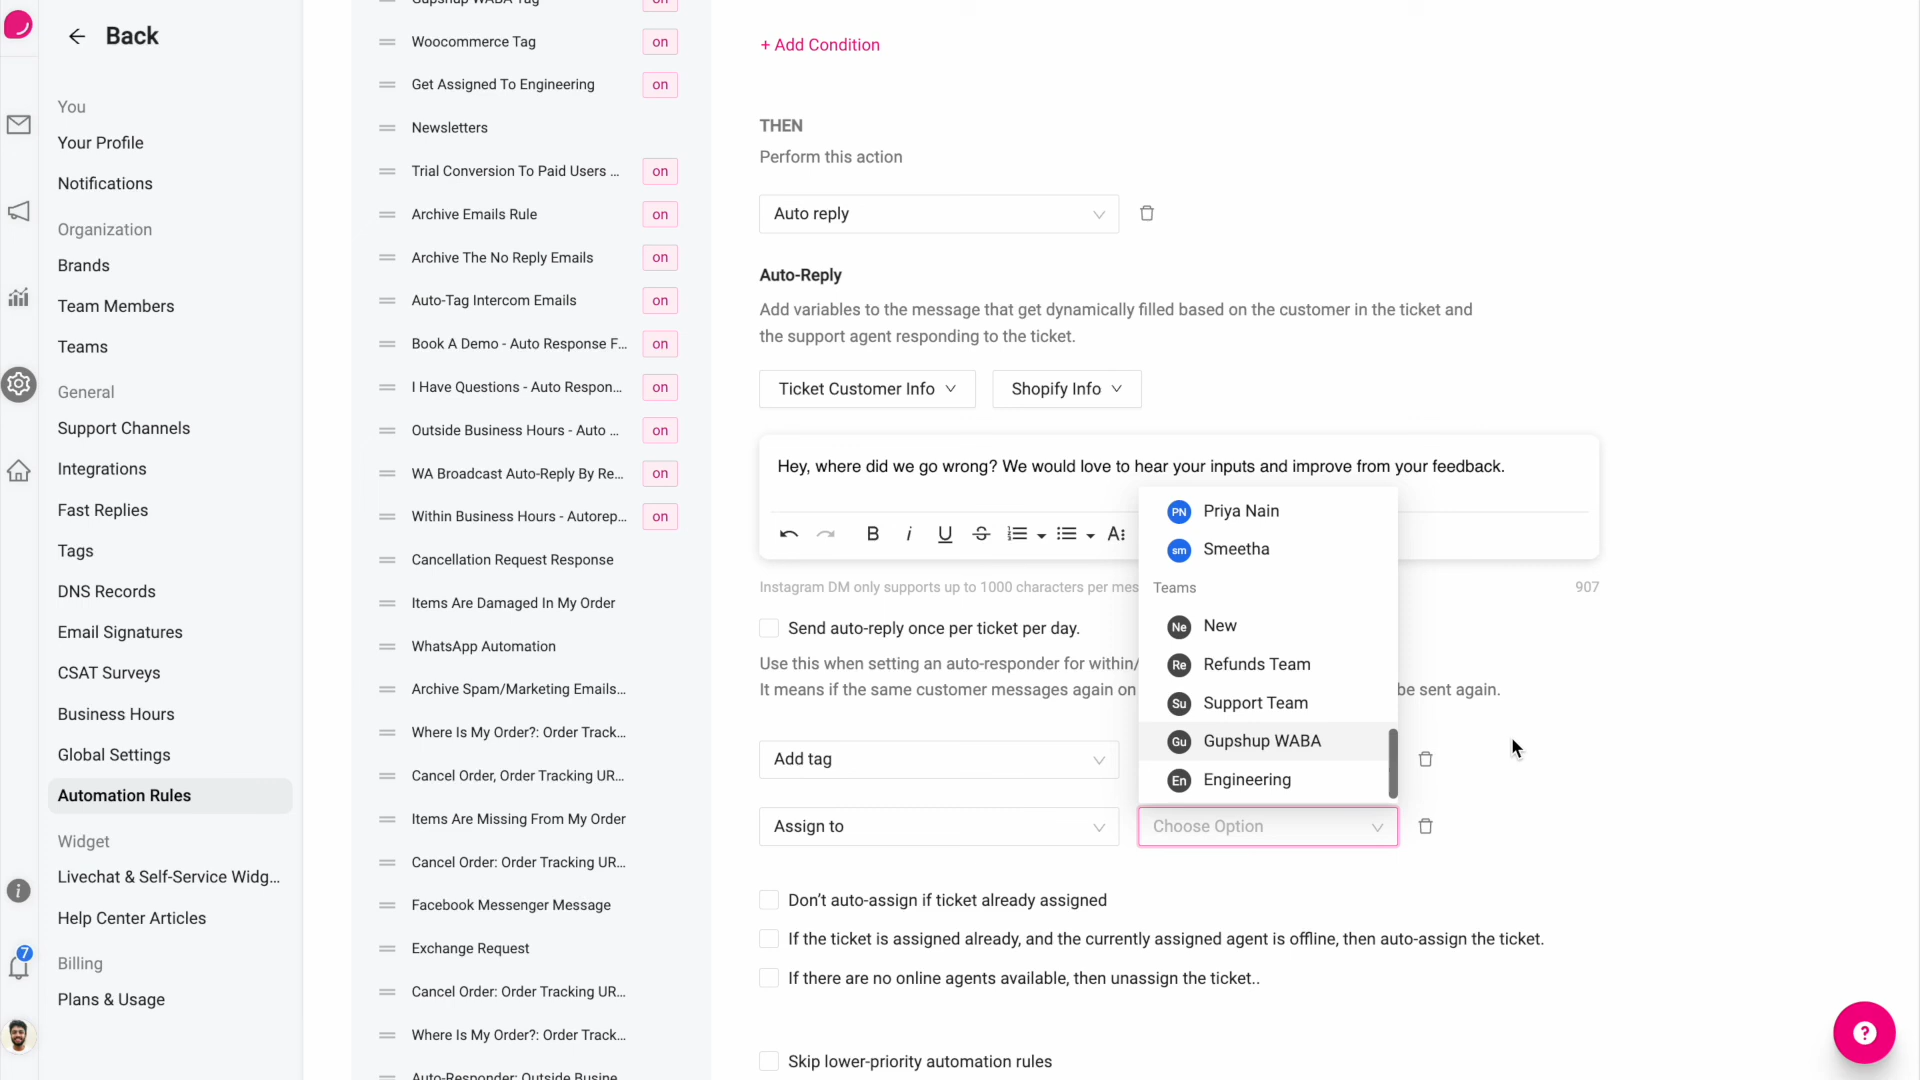 Back
You
Your Profile
Notifications
Organization
Brands
Team Members
Teams
General
Support Channels
Integrations
Fast Replies
Tags
DNS Records
Email Signatures
CSAT Surveys
Business Hours
Global Settings
Automation Rules
Widget
Livechat & Self-Service Widg...
Help Center Articles
7
Billing
Plans & Usage
Gupshup WABA Tag on
Woocommerce Tag on
Get Assigned To Engineering on
Newsletters
Trial Conversion To Paid Users ... on
Archive Emails Rule on
Archive The No Reply Emails on
Auto-Tag Intercom Emails on
Book A Demo - Auto Response F... on
I Have Questions - Auto Respon... on
Outside Business Hours - Auto ... on
WA Broadcast Auto-Reply By Re... on
Within Business Hours - Autorep... on
Cancellation Request Response
Items Are Damaged In My Order
WhatsApp Automation
Archive Spam/Marketing Emails...
Where Is My Order?: Order Track...
Cancel Order, Order Tracking UR...
Items Are Missing From My Order
Cancel Order: Order Tracking UR...
Facebook Messenger Message
Exchange Request
Cancel Order: Order Tracking UR...
Where Is My Order?: Order Track...
Auto-Responder: Outside Busine...
+ Add Condition
THEN
Perform this action
Auto reply
Auto-Reply
Add variables to the message that get dynamically filled based on the customer in the ticket and
the support agent responding to the ticket.
Ticket Customer Info
Shopify Info
Hey, where did we go wrong? We would love to hear your inputs and improve from your feedback.
B i U S A
Instagram DM only supports up to 1000 characters per mes
907
Send auto-reply once per ticket per day.
Use this when setting an auto-responder for within/
It means if the same customer messages again on be sent again.
PN Priya Nain
sm Smeetha
Teams
Ne New
Re Refunds Team
Su Support Team
Gu Gupshup WABA
En Engineering
Add tag
Assign to
Choose Option
Don't auto-assign if ticket already assigned
If the ticket is assigned already, and the currently assigned agent is offline, then auto-assign the ticket.
If there are no online agents available, then unassign the ticket..
Skip lower-priority automation rules